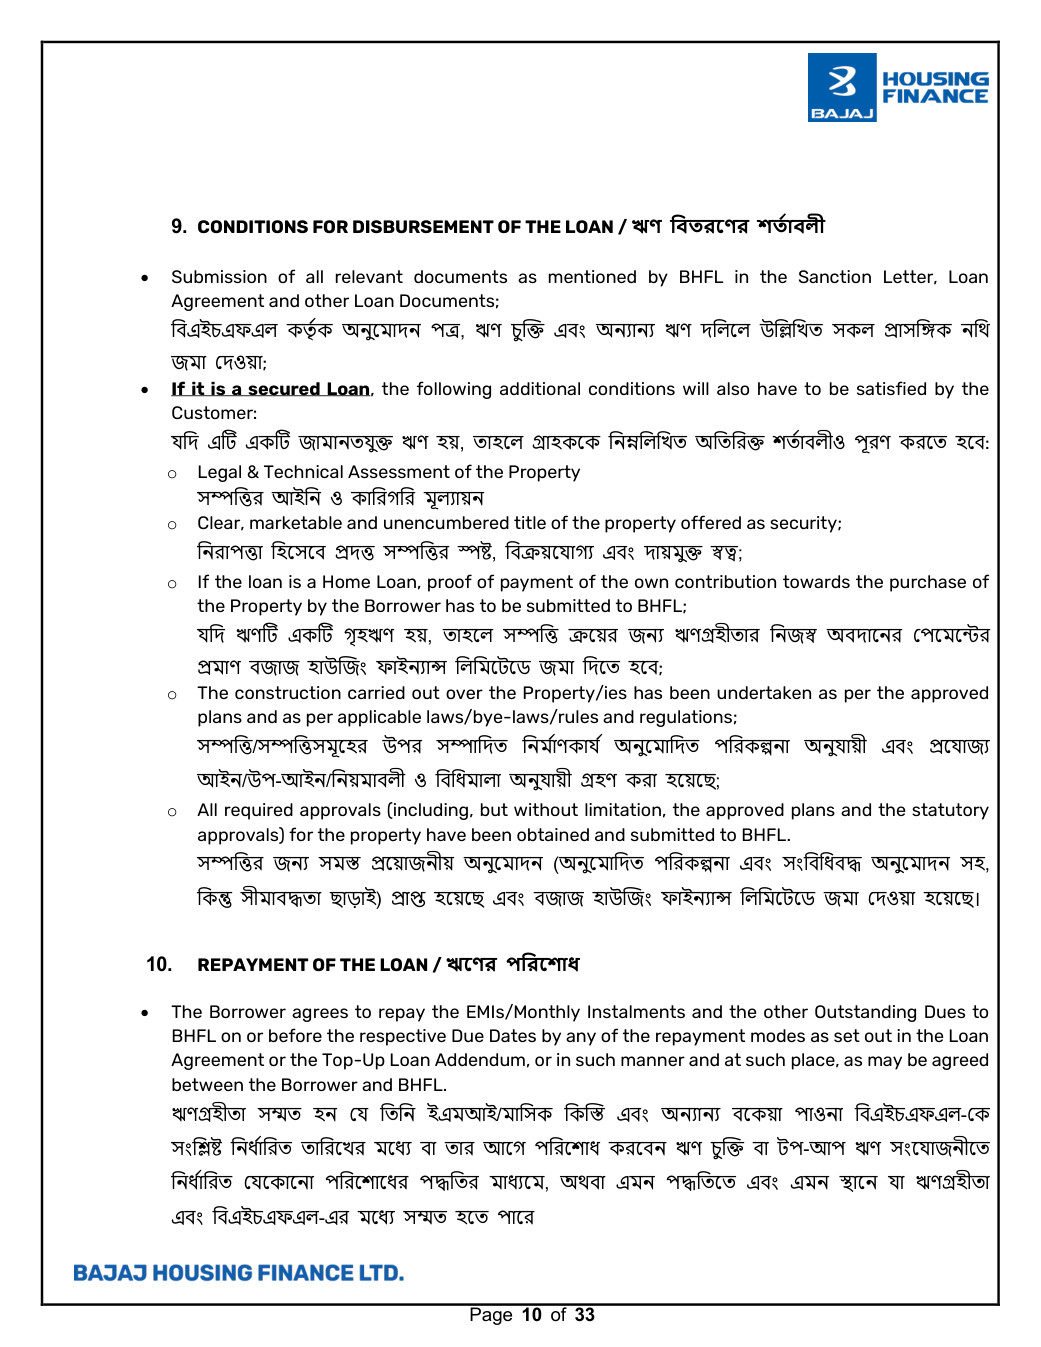 BAJAJ
HOUSING
FINANCE
9. CONDITIONS FOR DISBURSEMENT OF THE LOAN / ঋণ বিতরণের শর্তাবলী
• Submission of all relevant documents as mentioned by BHFL in the Sanction Letter, Loan
Agreement and other Loan Documents;
বিএইচএফএল কর্তৃক অনুমোদন পত্র, ঋণ চুক্তি এবং অন্যান্য ঋণ দলিলে উল্লিখিত সকল প্রাসঙ্গিক নথি
জমা দেওয়া;
• If it is a secured Loan, the following additional conditions will also have to be satisfied by the
Customer:
যদি এটি একটি জামানতযুক্ত ঋণ হয়, তাহলে গ্রাহককে নিম্নলিখিত অতিরিক্ত শর্তাবলীও পূরণ করতে হবে:
o Legal & Technical Assessment of the Property
সম্পত্তির আইনি ও কারিগরি মূল্যায়ন
o Clear, marketable and unencumbered title of the property offered as security;
নিরাপত্তা হিসেবে প্রদত্ত সম্পত্তির স্পষ্ট, বিক্রয়যোগ্য এবং দায়মুক্ত স্বত্ব;
o If the loan is a Home Loan, proof of payment of the own contribution towards the purchase of
the Property by the Borrower has to be submitted to BHFL;
যদি ঋণটি একটি গৃহঋণ হয়, তাহলে সম্পত্তি ক্রয়ের জন্য ঋণগ্রহীতার নিজস্ব অবদানের পেমেন্টের
প্রমাণ বজাজ হাউজিং ফাইন্যান্স লিমিটেডে জমা দিতে হবে;
o The construction carried out over the Property/ies has been undertaken as per the approved
plans and as per applicable laws/bye-laws/rules and regulations;
সম্পত্তি/সম্পত্তিসমূহের উপর সম্পাদিত নির্মাণকার্য অনুমোদিত পরিকল্পনা অনুযায়ী এবং প্রযোজ্য
আইন/উপ-আইন/নিয়মাবলী ও বিধিমালা অনুযায়ী গ্রহণ করা হয়েছে;
o All required approvals (including, but without limitation, the approved plans and the statutory
approvals) for the property have been obtained and submitted to BHFL.
সম্পত্তির জন্য সমস্ত প্রয়োজনীয় অনুমোদন (অনুমোদিত পরিকল্পনা এবং সংবিধিবদ্ধ অনুমোদন সহ,
কিন্তু সীমাবদ্ধতা ছাড়াই) প্রাপ্ত হয়েছে এবং বজাজ হাউজিং ফাইন্যান্স লিমিটেডে জমা দেওয়া হয়েছে।
10. REPAYMENT OF THE LOAN / ঋণের পরিশোধ
• The Borrower agrees to repay the EMIs/Monthly Instalments and the other Outstanding Dues to
BHFL on or before the respective Due Dates by any of the repayment modes as set out in the Loan
Agreement or the Top-Up Loan Addendum, or in such manner and at such place, as may be agreed
between the Borrower and BHFL.
ঋণগ্রহীতা সম্মত হন যে তিনি ইএমআই/মাসিক কিস্তি এবং অন্যান্য বকেয়া পাওনা বিএইচএফএল-কে
সংশ্লিষ্ট নির্ধারিত তারিখের মধ্যে বা তার আগে পরিশোধ করবেন ঋণ চুক্তি বা টপ-আপ ঋণ সংযোজনীতে
নির্ধারিত যেকোনো পরিশোধের পদ্ধতির মাধ্যমে, অথবা এমন পদ্ধতিতে এবং এমন স্থানে যা ঋণগ্রহীতা
এবং বিএইচএফএল-এর মধ্যে সম্মত হতে পারে
BAJAJ HOUSING FINANCE LTD.
Page 10 of 33